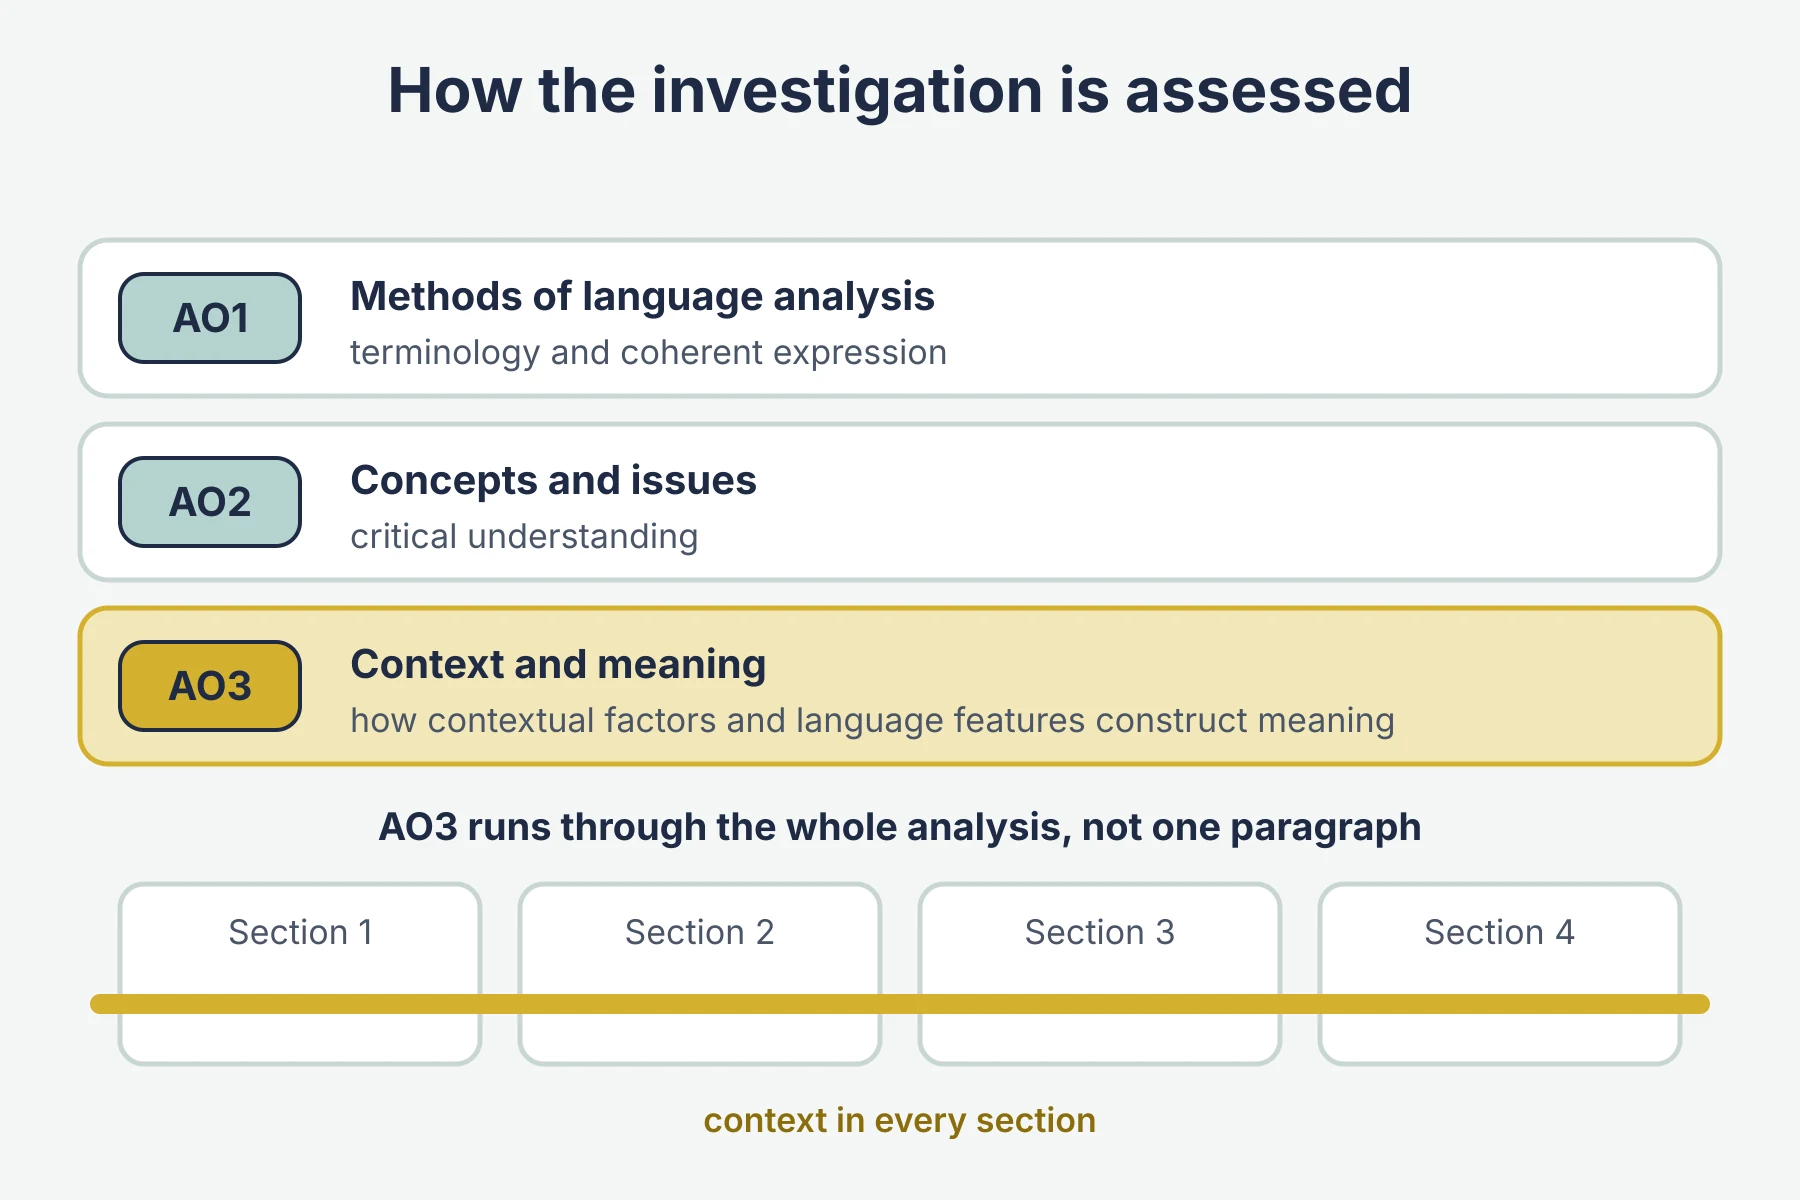 How the investigation is assessed
AO1
Methods of language analysis
terminology and coherent expression
AO2
Concepts and issues
critical understanding
AO3
Context and meaning
how contextual factors and language features construct meaning
AO3 runs through the whole analysis, not one paragraph
Section 1
Section 2
Section 3
Section 4
context in every section